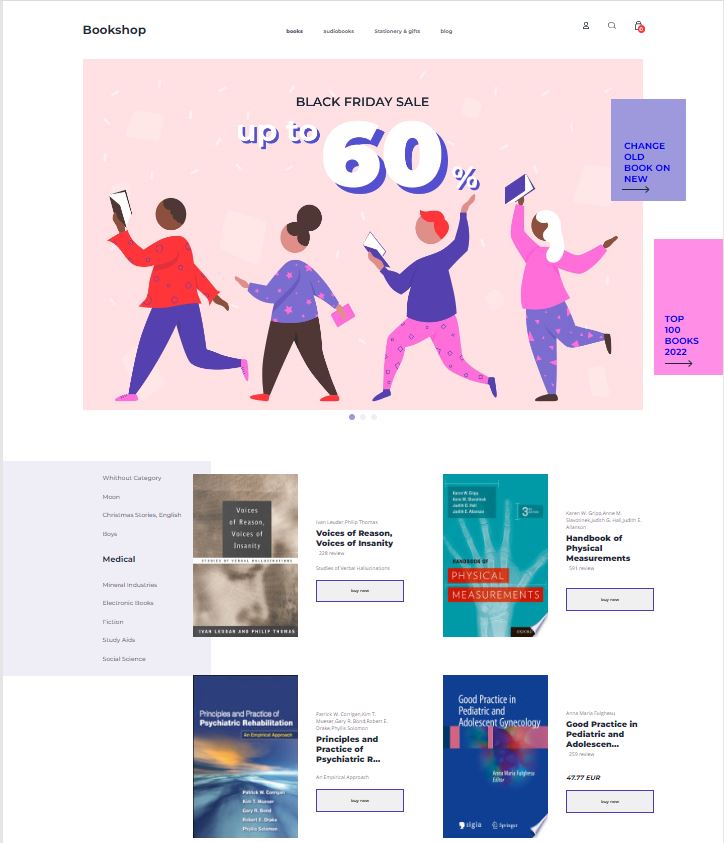 Bookshop
books
audiobooks
Stationery & gifts
blog
BLACK FRIDAY SALE
up to 60 %
CHANGE
OLD
BOOK ON
NEW
TOP
100
BOOKS
2022
Whithout Category
Moon
Christmas Stories, English
Boys
Medical
Mineral Industries
Electronic Books
Fiction
Study Aids
Social Science
Voices
of Reason,
Voices of
Insanity
STUDIES OF VERBAL HALLUCINATIONS
IVAN LEUDAR AND PHILIP THOMAS
Ivan Leudar,Philip Thomas
Voices of Reason,
Voices of Insanity
228 review
Studies of Verbal Hallucinations
buy now
Karen W. Gripp
Anne M. Slavotinek
Judith G. Hall
Judith E. Allanson
3RD
HANDBOOK OF
PHYSICAL
MEASUREMENTS
OXFORD
Karen W. Gripp,Anne M.
Slavotinek,Judith G. Hall,Judith E.
Allanson
Handbook of
Physical
Measurements
591 review
buy now
Principles and Practice of
Psychiatric Rehabilitation
An Empirical Approach
Patrick W. Corrigan
Kim T. Mueser
Gary R. Bond
Robert E. Drake
Phyllis Solomon
Patrick W. Corrigan,Kim T.
Mueser,Gary R. Bond,Robert E.
Drake,Phyllis Solomon
Principles and
Practice of
Psychiatric R...
An Empirical Approach
buy now
Good Practice in
Pediatric and
Adolescent Gynecology
Anna Maria Fulghesu
Editor
sigia
Springer
Anna Maria Fulghesu
Good Practice in
Pediatric and
Adolescen...
259 review
47.77 EUR
buy now